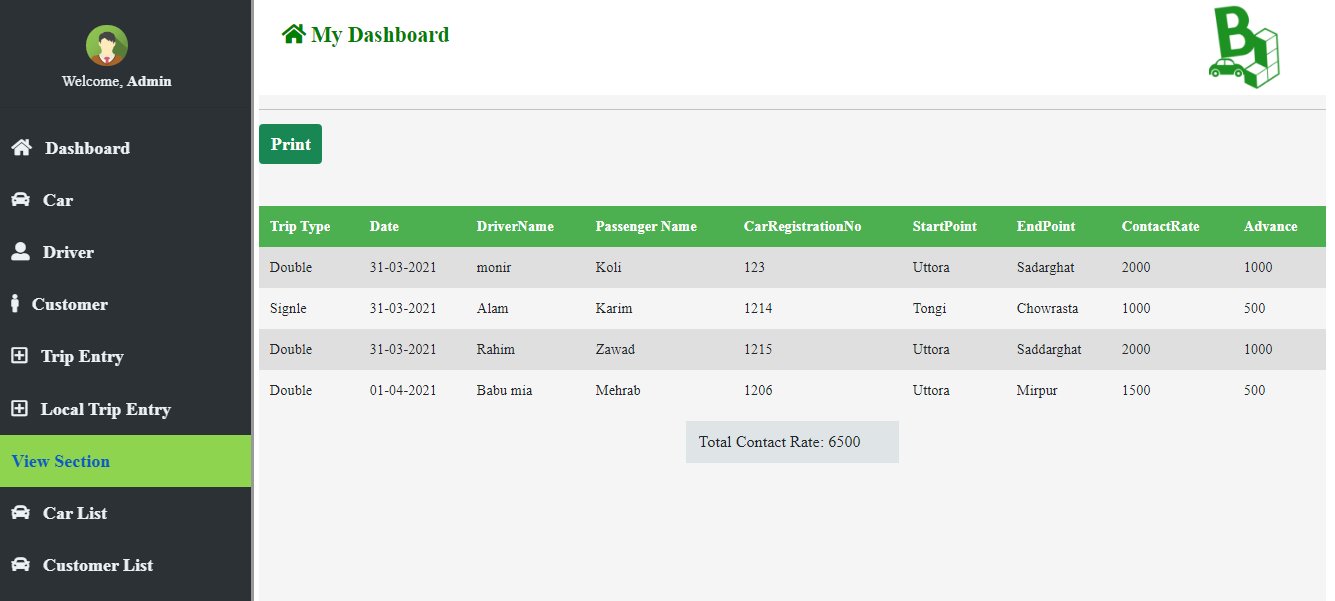 Welcome, Admin
Dashboard
Car
Driver
Customer
Trip Entry
Local Trip Entry
View Section
Car List
Customer List
My Dashboard
B
Print
Trip Type Date DriverName Passenger Name CarRegistrationNo StartPoint EndPoint ContactRate Advance
Double 31-03-2021 monir Koli 123 Uttora Sadarghat 2000 1000
Signle 31-03-2021 Alam Karim 1214 Tongi Chowrasta 1000 500
Double 31-03-2021 Rahim Zawad 1215 Uttora Saddarghat 2000 1000
Double 01-04-2021 Babu mia Mehrab 1206 Uttora Mirpur 1500 500
Total Contact Rate: 6500